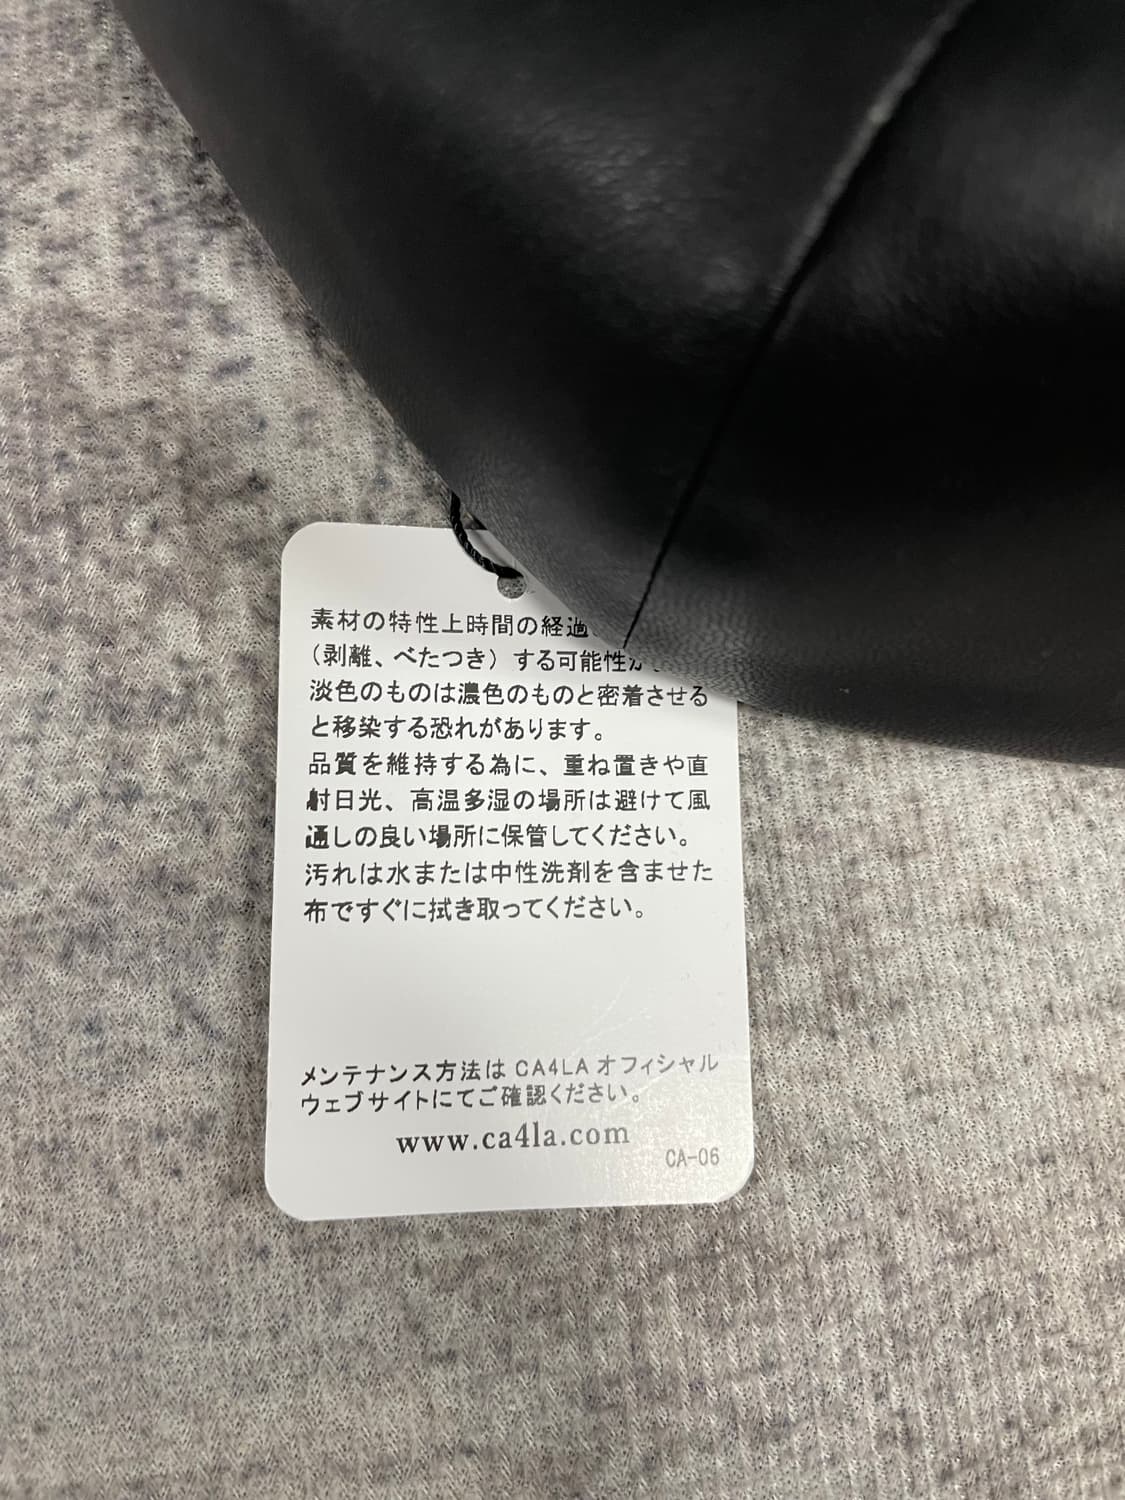 素材の特性上時間の経過
（剥離、べたつき）する可能性が
淡色のものは濃色のものと密着させる
と移染する恐れがあります。
品質を維持する為に、重ね置きや直
射日光、高温多湿の場所は避けて風
通しの良い場所に保管してください。
汚れは水または中性洗剤を含ませた
布ですぐに拭き取ってください。
メンテナンス方法は CA4LA オフィシャル
ウェブサイトにてご確認ください。
www.ca4la.com
CA-06